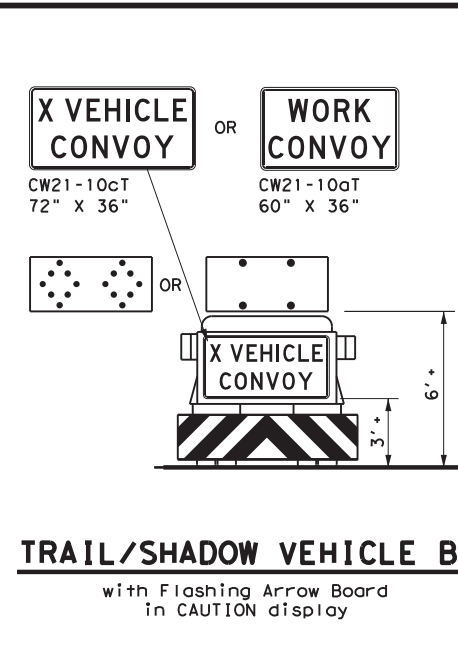 X VEHICLE
CONVOY
OR
WORK
CONVOY
CW21-10cT
72" X 36"
CW21-10aT
60" X 36"
OR
X VEHICLE
CONVOY
6' +
3' +
TRAIL/SHADOW VEHICLE B
with Flashing Arrow Board
in CAUTION display